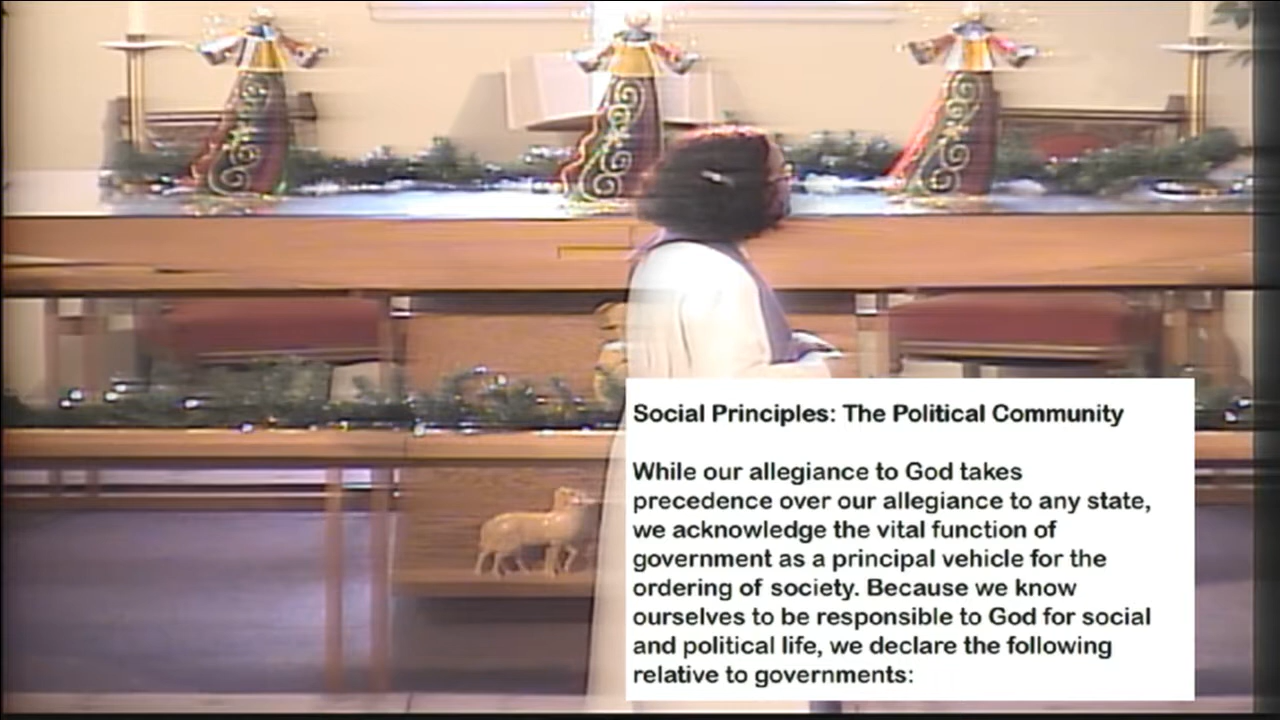 Social Principles: The Political Community
While our allegiance to God takes
precedence over our allegiance to any state,
we acknowledge the vital function of
government as a principal vehicle for the
ordering of society. Because we know
ourselves to be responsible to God for social
and political life, we declare the following
relative to governments: